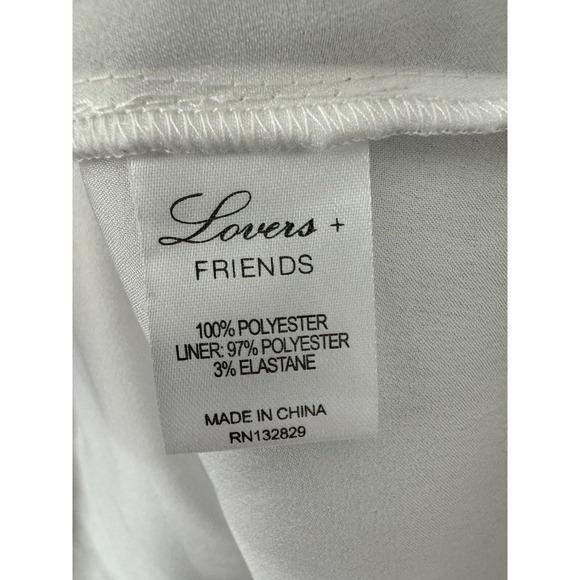 Lovers +
FRIENDS
100% POLYESTER
LINER: 97% POLYESTER
3% ELASTANE
MADE IN CHINA
RN132829